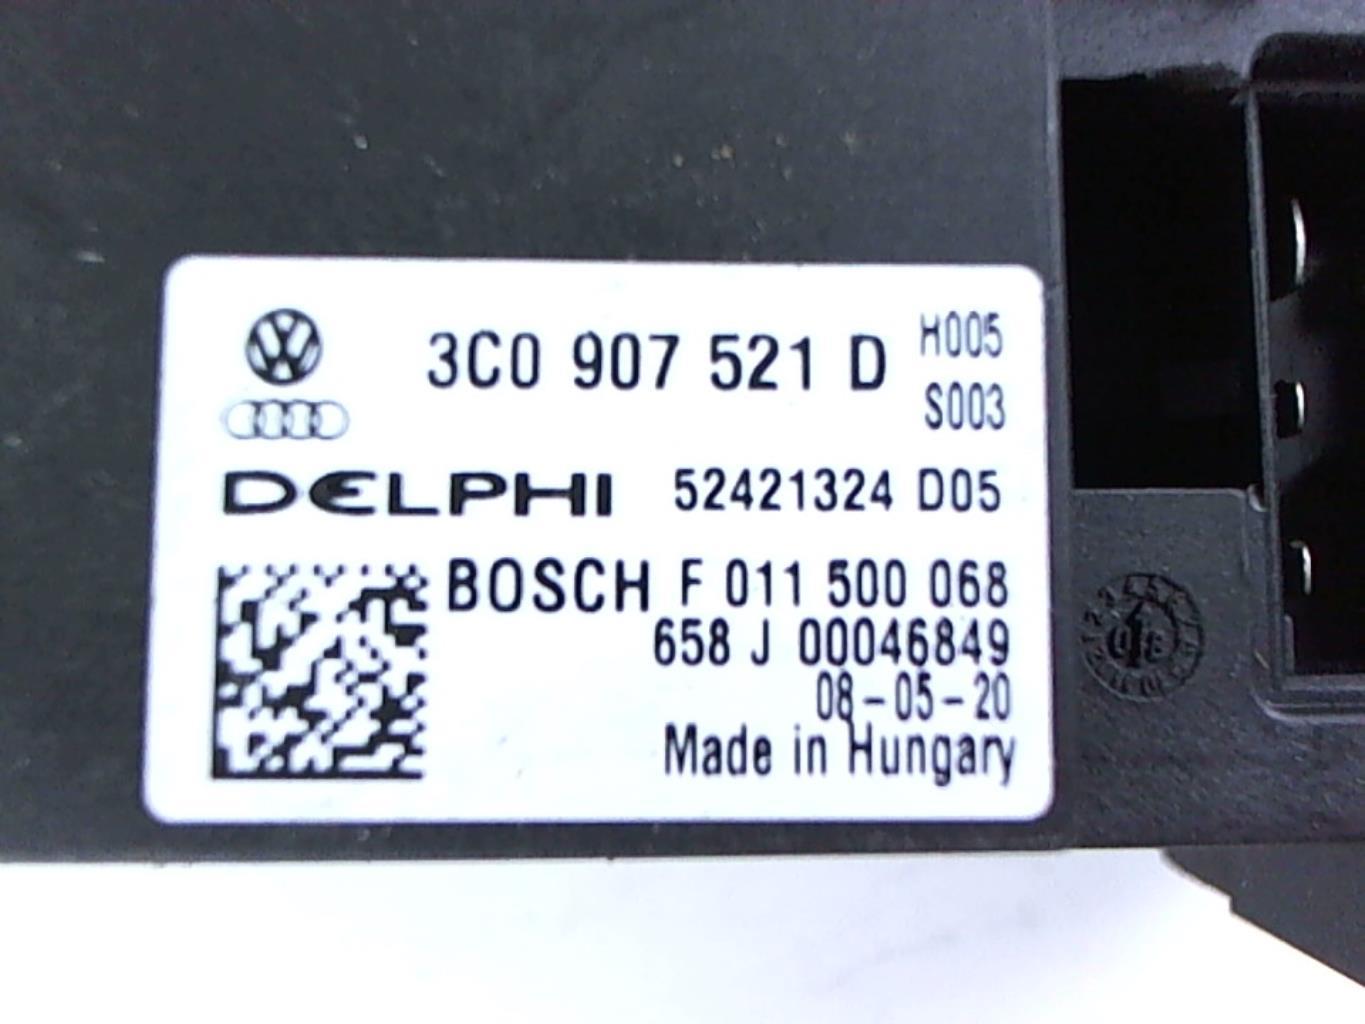 3C0 907 521 D H005
S003
DELPHI 52421324 D05
BOSCH F 011 500 068
658 J 00046849
08-05-20
Made in Hungary